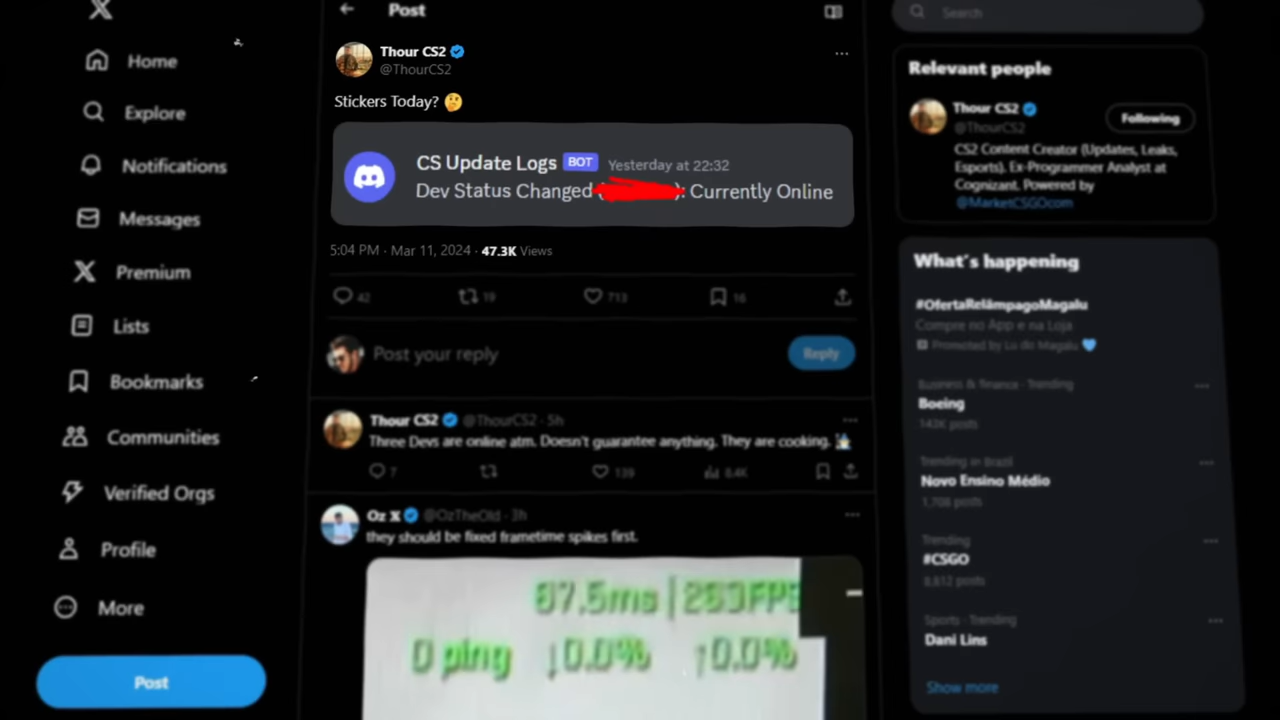 Home
Explore
Notifications
Messages
Premium
Lists
Bookmarks
Communities
Verified Orgs
Profile
More
Post
Post
Thour CS2
@ThourCS2
Stickers Today? 🤔
CS Update Logs BOT Yesterday at 22:32
Dev Status Changed : Currently Online
5:04 PM · Mar 11, 2024 · 47.3K Views
42 19 713 16
Post your reply
Reply
Thour CS2 @ThourCS2 · 5h
Three Devs are online atm. Doesn't guarantee anything. They are cooking.
7 139 8.4K
Oz X @OzTheOld · 3h
they should be fixed frametime spikes first.
67.5ms | 253FPS
0 ping ↓0.0% ↑0.0%
Search
Relevant people
Thour CS2
Following
@ThourCS2
CS2 Content Creator (Updates, Leaks,
Esports). Ex-Programmer Analyst at
Cognizant. Powered by
@MarketCSGOcom
What's happening
#OfertaRelâmpagoMagalu
Compre no App e na Loja
Promoted by Lu do Magalu 💙
Business & finance · Trending
Boeing
142K posts
Trending in Brazil
Novo Ensino Médio
1,708 posts
Trending
#CSGO
8,812 posts
Sports · Trending
Dani Lins
Show more